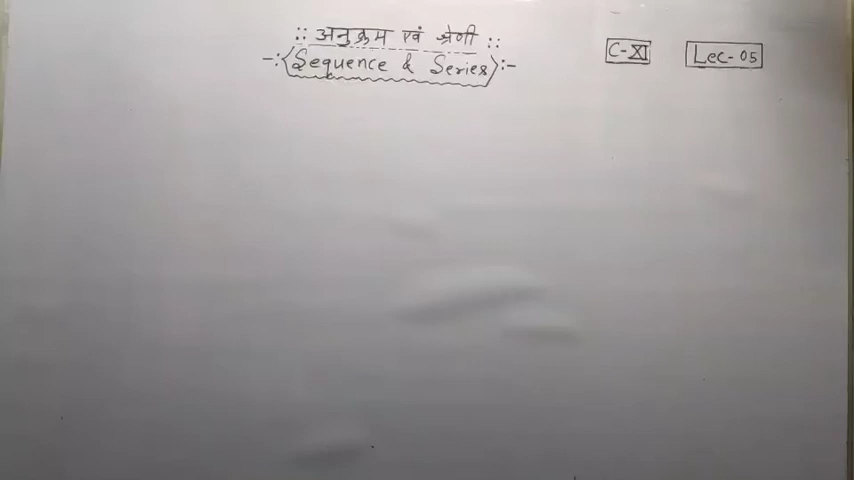 :: अनुक्रम एवं श्रेणी ::
-:{Sequence & Series}:-
C-XI
Lec-05